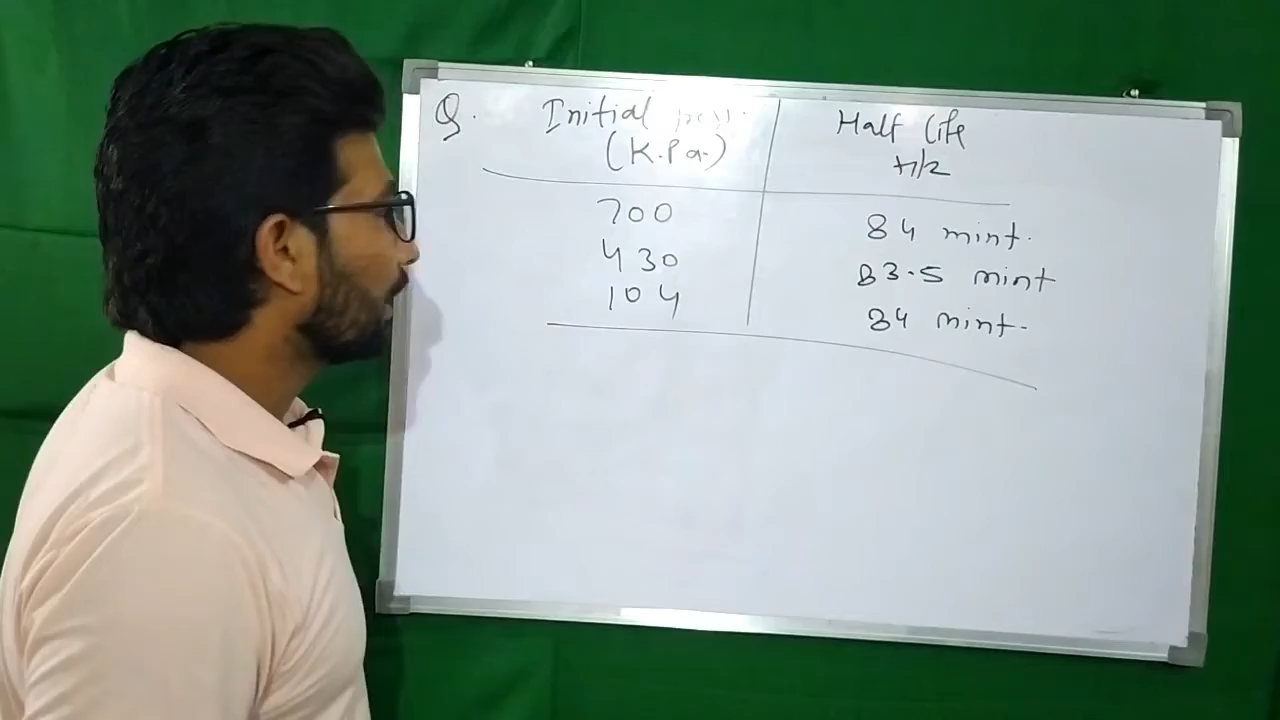 Q. Initial press. Half life
(K.Pa.) t1/2
700 84 mint.
430 83.5 mint
104 84 mint.